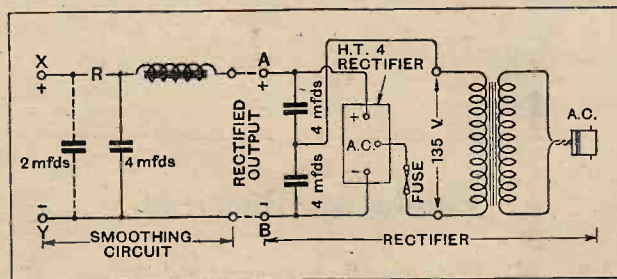 X
+
R
A
+
H.T. 4
RECTIFIER
4 mfds
+
A.C.
-
135 V.
A.C.
2 mfds
4 mfds
RECTIFIED
OUTPUT
4 mfds
FUSE
-
Y
-
B
SMOOTHING
CIRCUIT
RECTIFIER